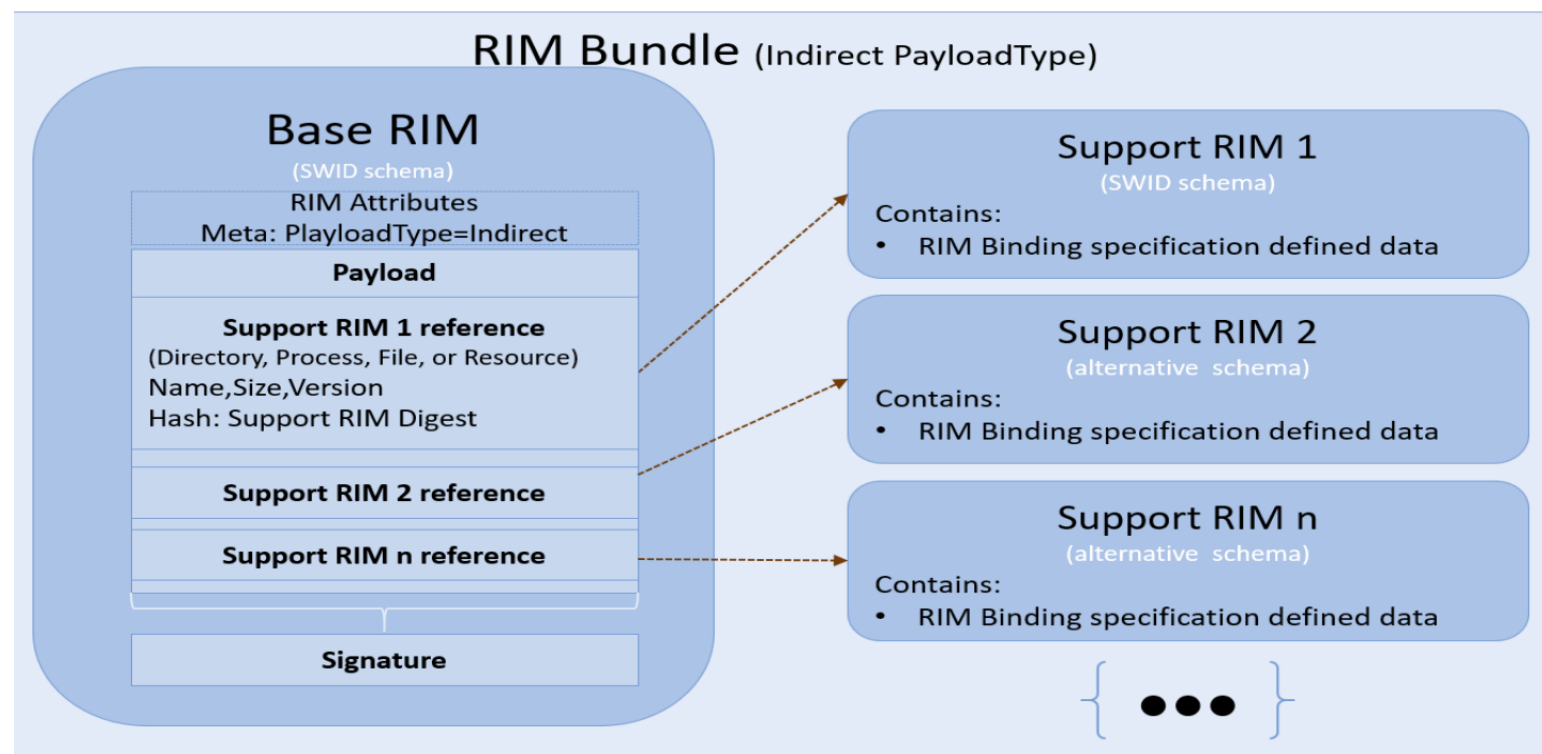 RIM Bundle (Indirect PayloadType)
Base RIM
(SWID schema)
RIM Attributes
Meta: PlayloadType=Indirect
Payload
Support RIM 1 reference
(Directory, Process, File, or Resource)
Name,Size,Version
Hash: Support RIM Digest
Support RIM 2 reference
Support RIM n reference
Signature
Support RIM 1
(SWID schema)
Contains:
• RIM Binding specification defined data
Support RIM 2
(alternative schema)
Contains:
• RIM Binding specification defined data
Support RIM n
(alternative schema)
Contains:
• RIM Binding specification defined data
{ ●●● }